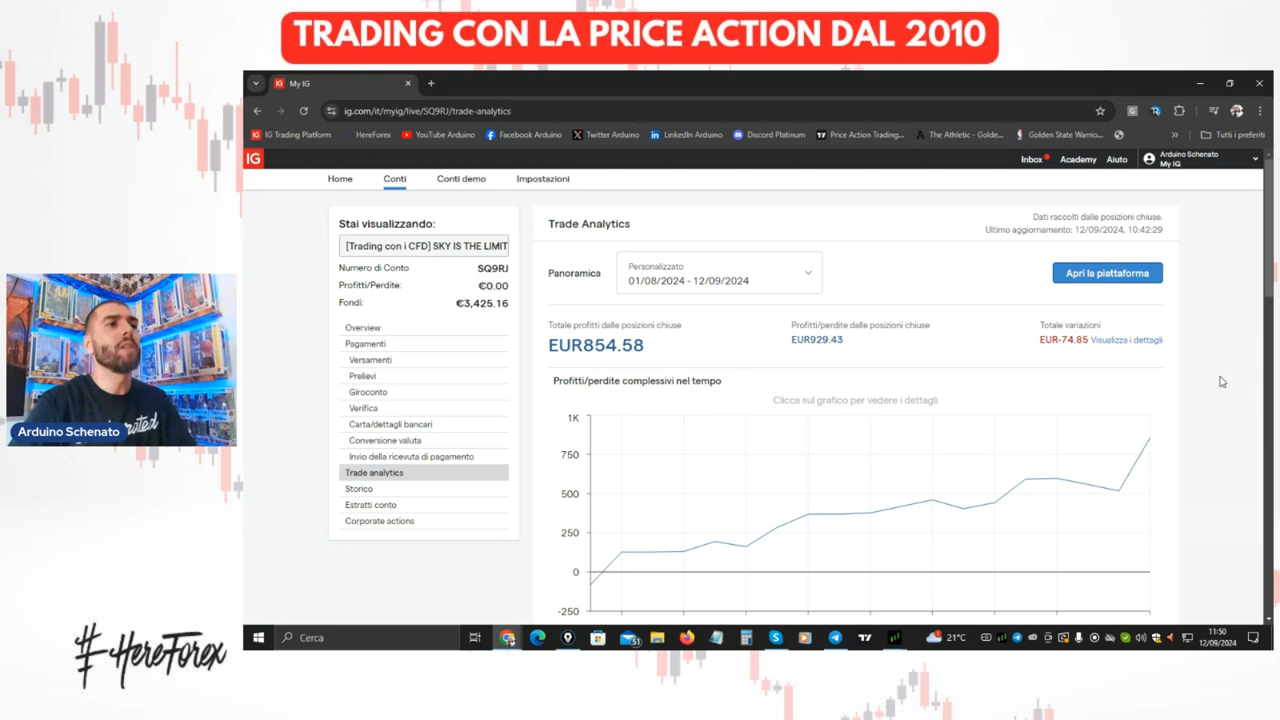 TRADING CON LA PRICE ACTION DAL 2010
My IG
ig.com/it/myig/live/SQ9RJ/trade-analytics
IG Trading Platform HereForex YouTube Arduino Facebook Arduino Twitter Arduino LinkedIn Arduino Discord Platinum Price Action Trading... The Athletic - Golde... Golden State Warrio... » Tutti i preferiti
IG
Inbox Academy Aiuto Arduino Schenato
My IG
Home Conti Conti demo Impostazioni
Stai visualizzando:
[Trading con i CFD] SKY IS THE LIMIT
Numero di Conto SQ9RJ
Profitti/Perdite: €0.00
Fondi: €3,425.16
Overview
Pagamenti
Versamenti
Prelievi
Giroconto
Verifica
Carta/dettagli bancari
Conversione valuta
Invio della ricevuta di pagamento
Trade analytics
Storico
Estratti conto
Corporate actions
Trade Analytics
Dati raccolti dalle posizioni chiuse.
Ultimo aggiornamento: 12/09/2024, 10:42:29
Panoramica
Personalizzato
01/08/2024 - 12/09/2024
Apri la piattaforma
Totale profitti dalle posizioni chiuse
EUR854.58
Profitti/perdite dalle posizioni chiuse
EUR929.43
Totale variazioni
EUR-74.85 Visualizza i dettagli
Profitti/perdite complessivi nel tempo
Clicca sul grafico per vedere i dettagli
1K
750
500
250
0
-250
Arduino Schenato
#HereForex
Cerca
51
21°C
11:50
12/09/2024